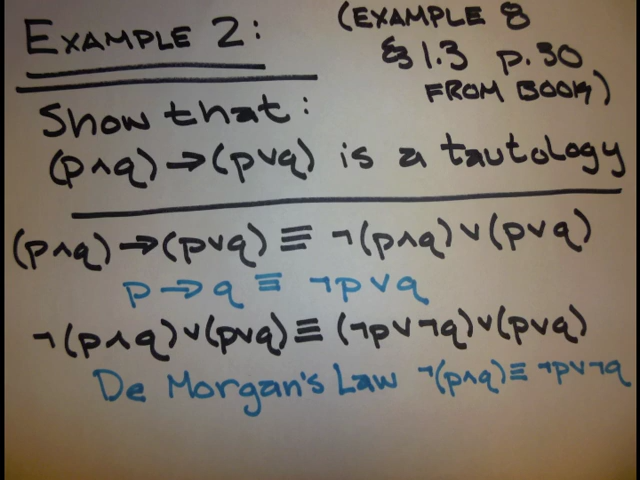 EXAMPLE 2:
(EXAMPLE 8
§1.3 p.30
FROM BOOK)
Show that:
(p∧q)→(p∨q) is a tautology
(p∧q)→(p∨q)≡¬(p∧q)∨(p∨q)
p→q≡¬p∨q
¬(p∧q)∨(p∨q)≡(¬p∨¬q)∨(p∨q)
De Morgan's Law ¬(p∧q)≡¬p∨¬q